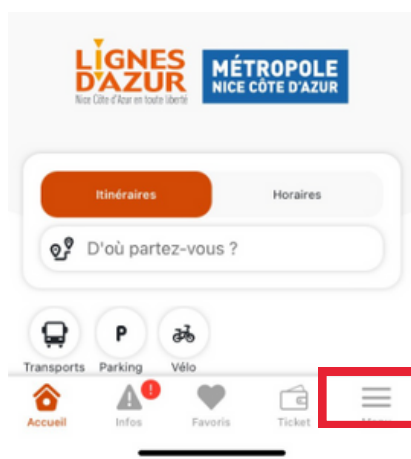 LIGNES
D'AZUR
Nice Côte d'Azur en toute liberté
MÉTROPOLE
NICE CÔTE D'AZUR
Itinéraires
Horaires
D'où partez-vous ?
P
Transports
Parking
Vélo
!
Accueil
Infos
Favoris
Ticket
Menu